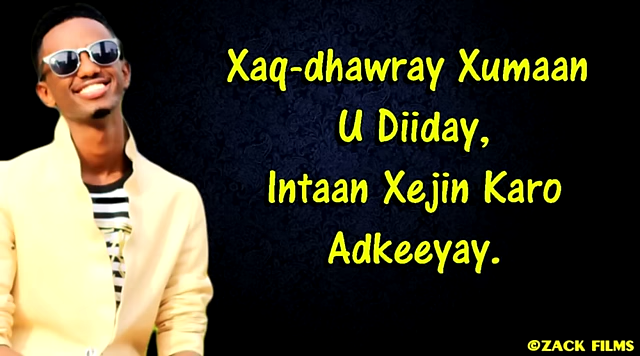 Xaq-dhawray Xumaan
U Diiday,
Intaan Xejin Karo
Adkeeyay.
©ZACK FILMS